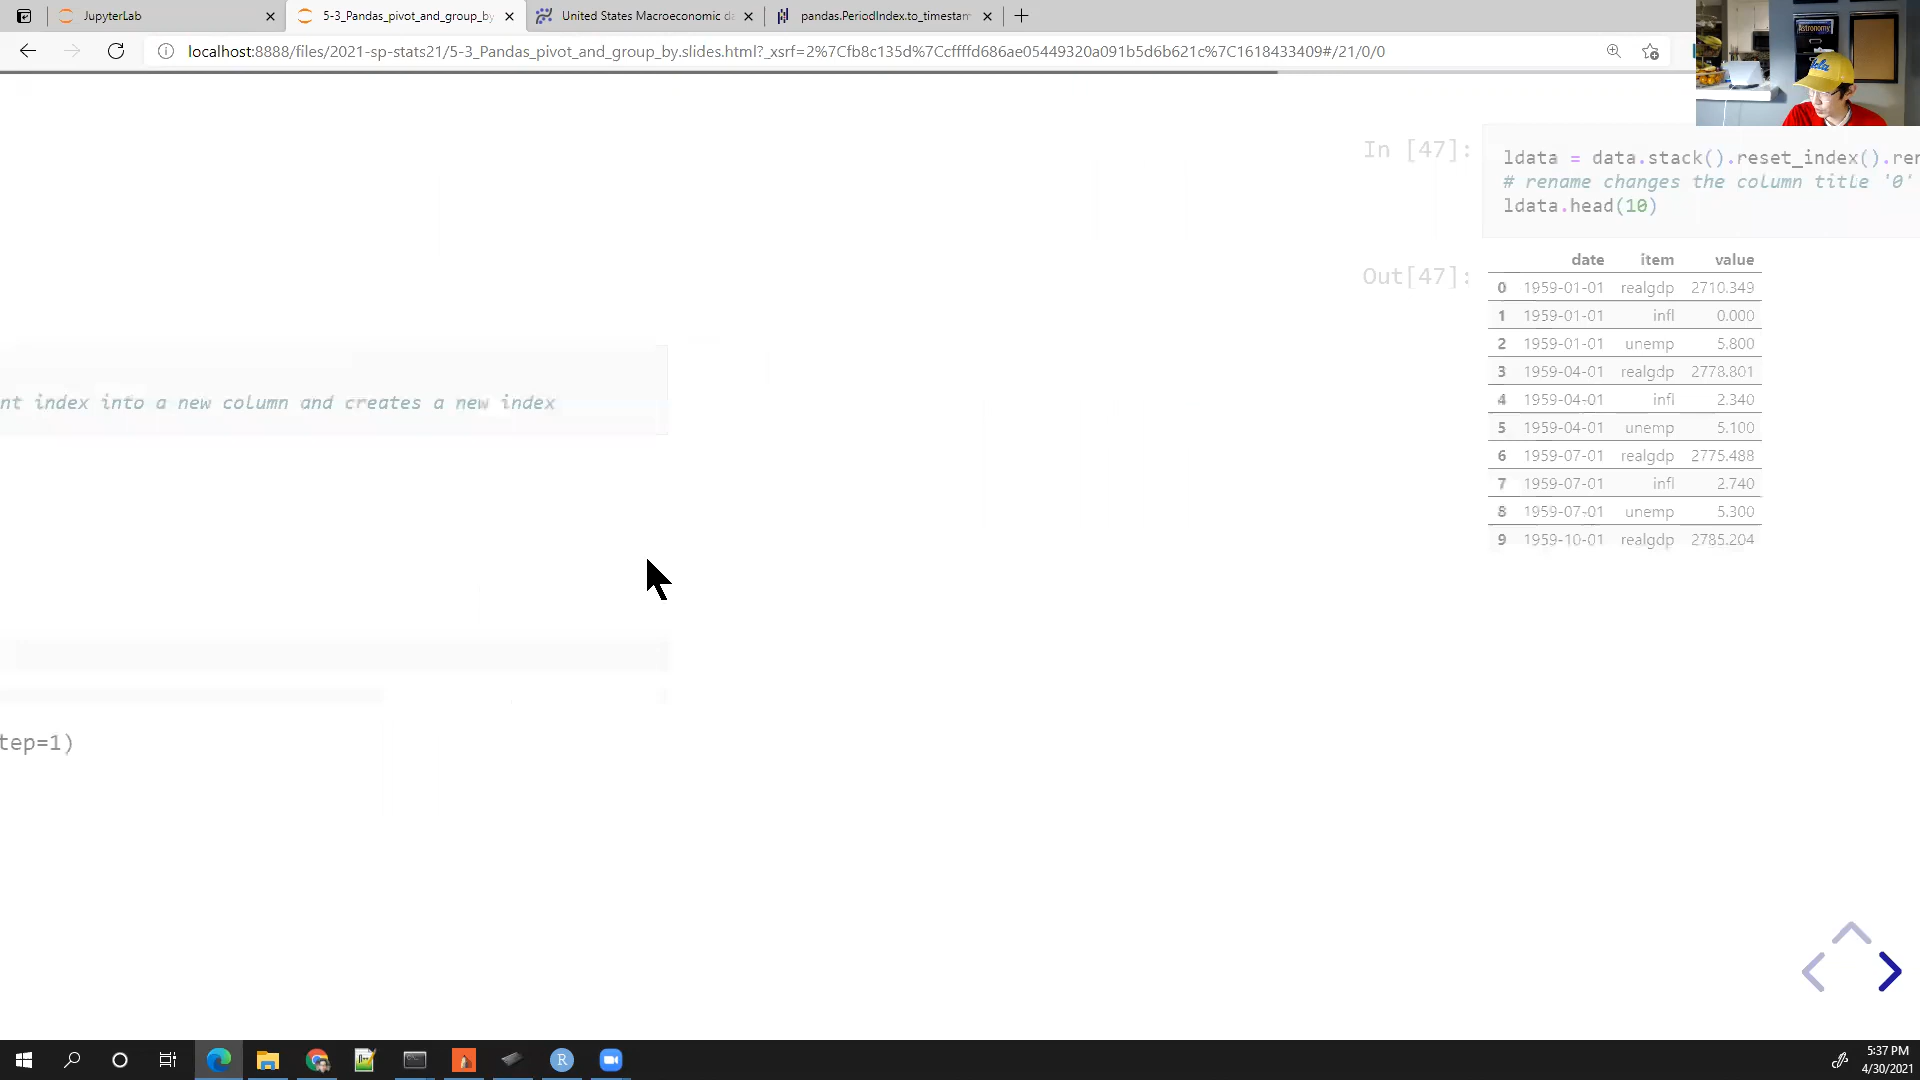 JupyterLab
5-3_Pandas_pivot_and_group_by
United States Macroeconomic da
pandas.PeriodIndex.to_timestam
localhost:8888/files/2021-sp-stats21/5-3_Pandas_pivot_and_group_by.slides.html?_xsrf=2%7Cfb8c135d%7Ccffffd686ae05449320a091b5d6b621c%7C1618433409#/21/0/0
Astronomy
In [47]:
ldata = data.stack().reset_index().ren
# rename changes the column title '0'
ldata.head(10)
Out[47]:
date item value
0 1959-01-01 realgdp 2710.349
1 1959-01-01 infl 0.000
2 1959-01-01 unemp 5.800
3 1959-04-01 realgdp 2778.801
4 1959-04-01 infl 2.340
5 1959-04-01 unemp 5.100
6 1959-07-01 realgdp 2775.488
7 1959-07-01 infl 2.740
8 1959-07-01 unemp 5.300
9 1959-10-01 realgdp 2785.204
nt index into a new column and creates a new index
tep=1)
5:37 PM
4/30/2021